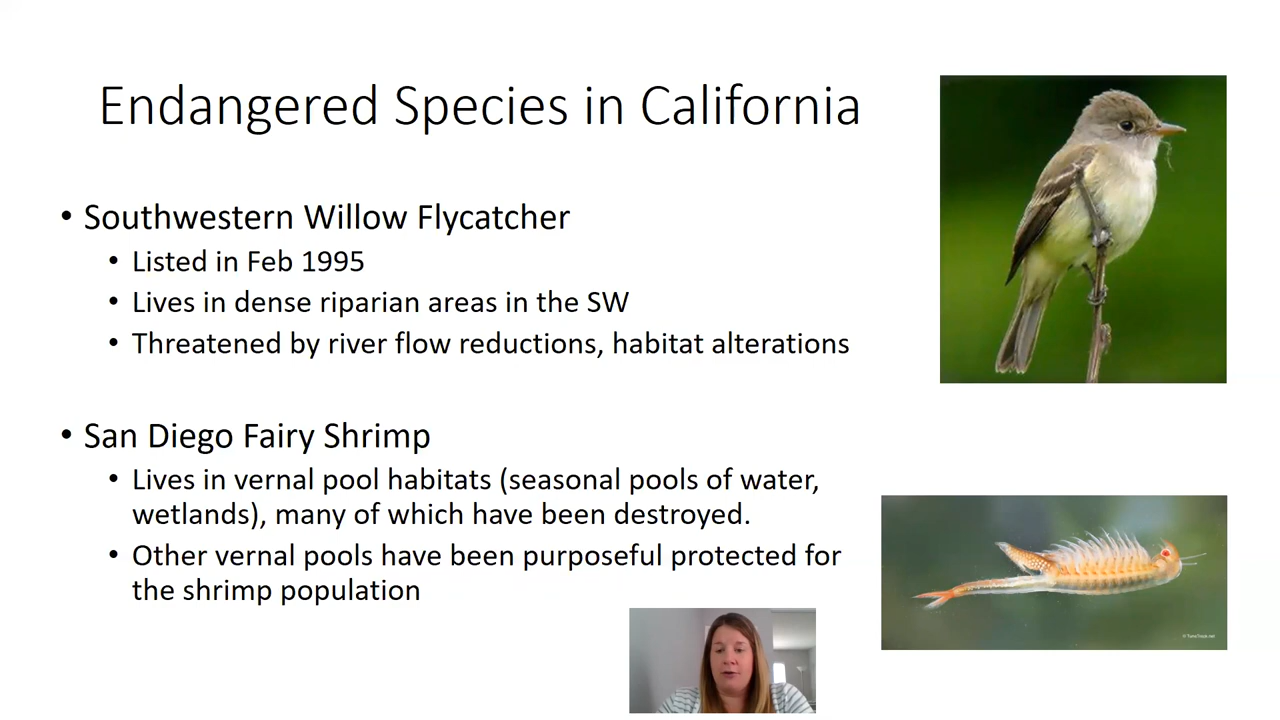 Endangered Species in California
• Southwestern Willow Flycatcher
• Listed in Feb 1995
• Lives in dense riparian areas in the SW
• Threatened by river flow reductions, habitat alterations
• San Diego Fairy Shrimp
• Lives in vernal pool habitats (seasonal pools of water,
wetlands), many of which have been destroyed.
• Other vernal pools have been purposeful protected for
the shrimp population